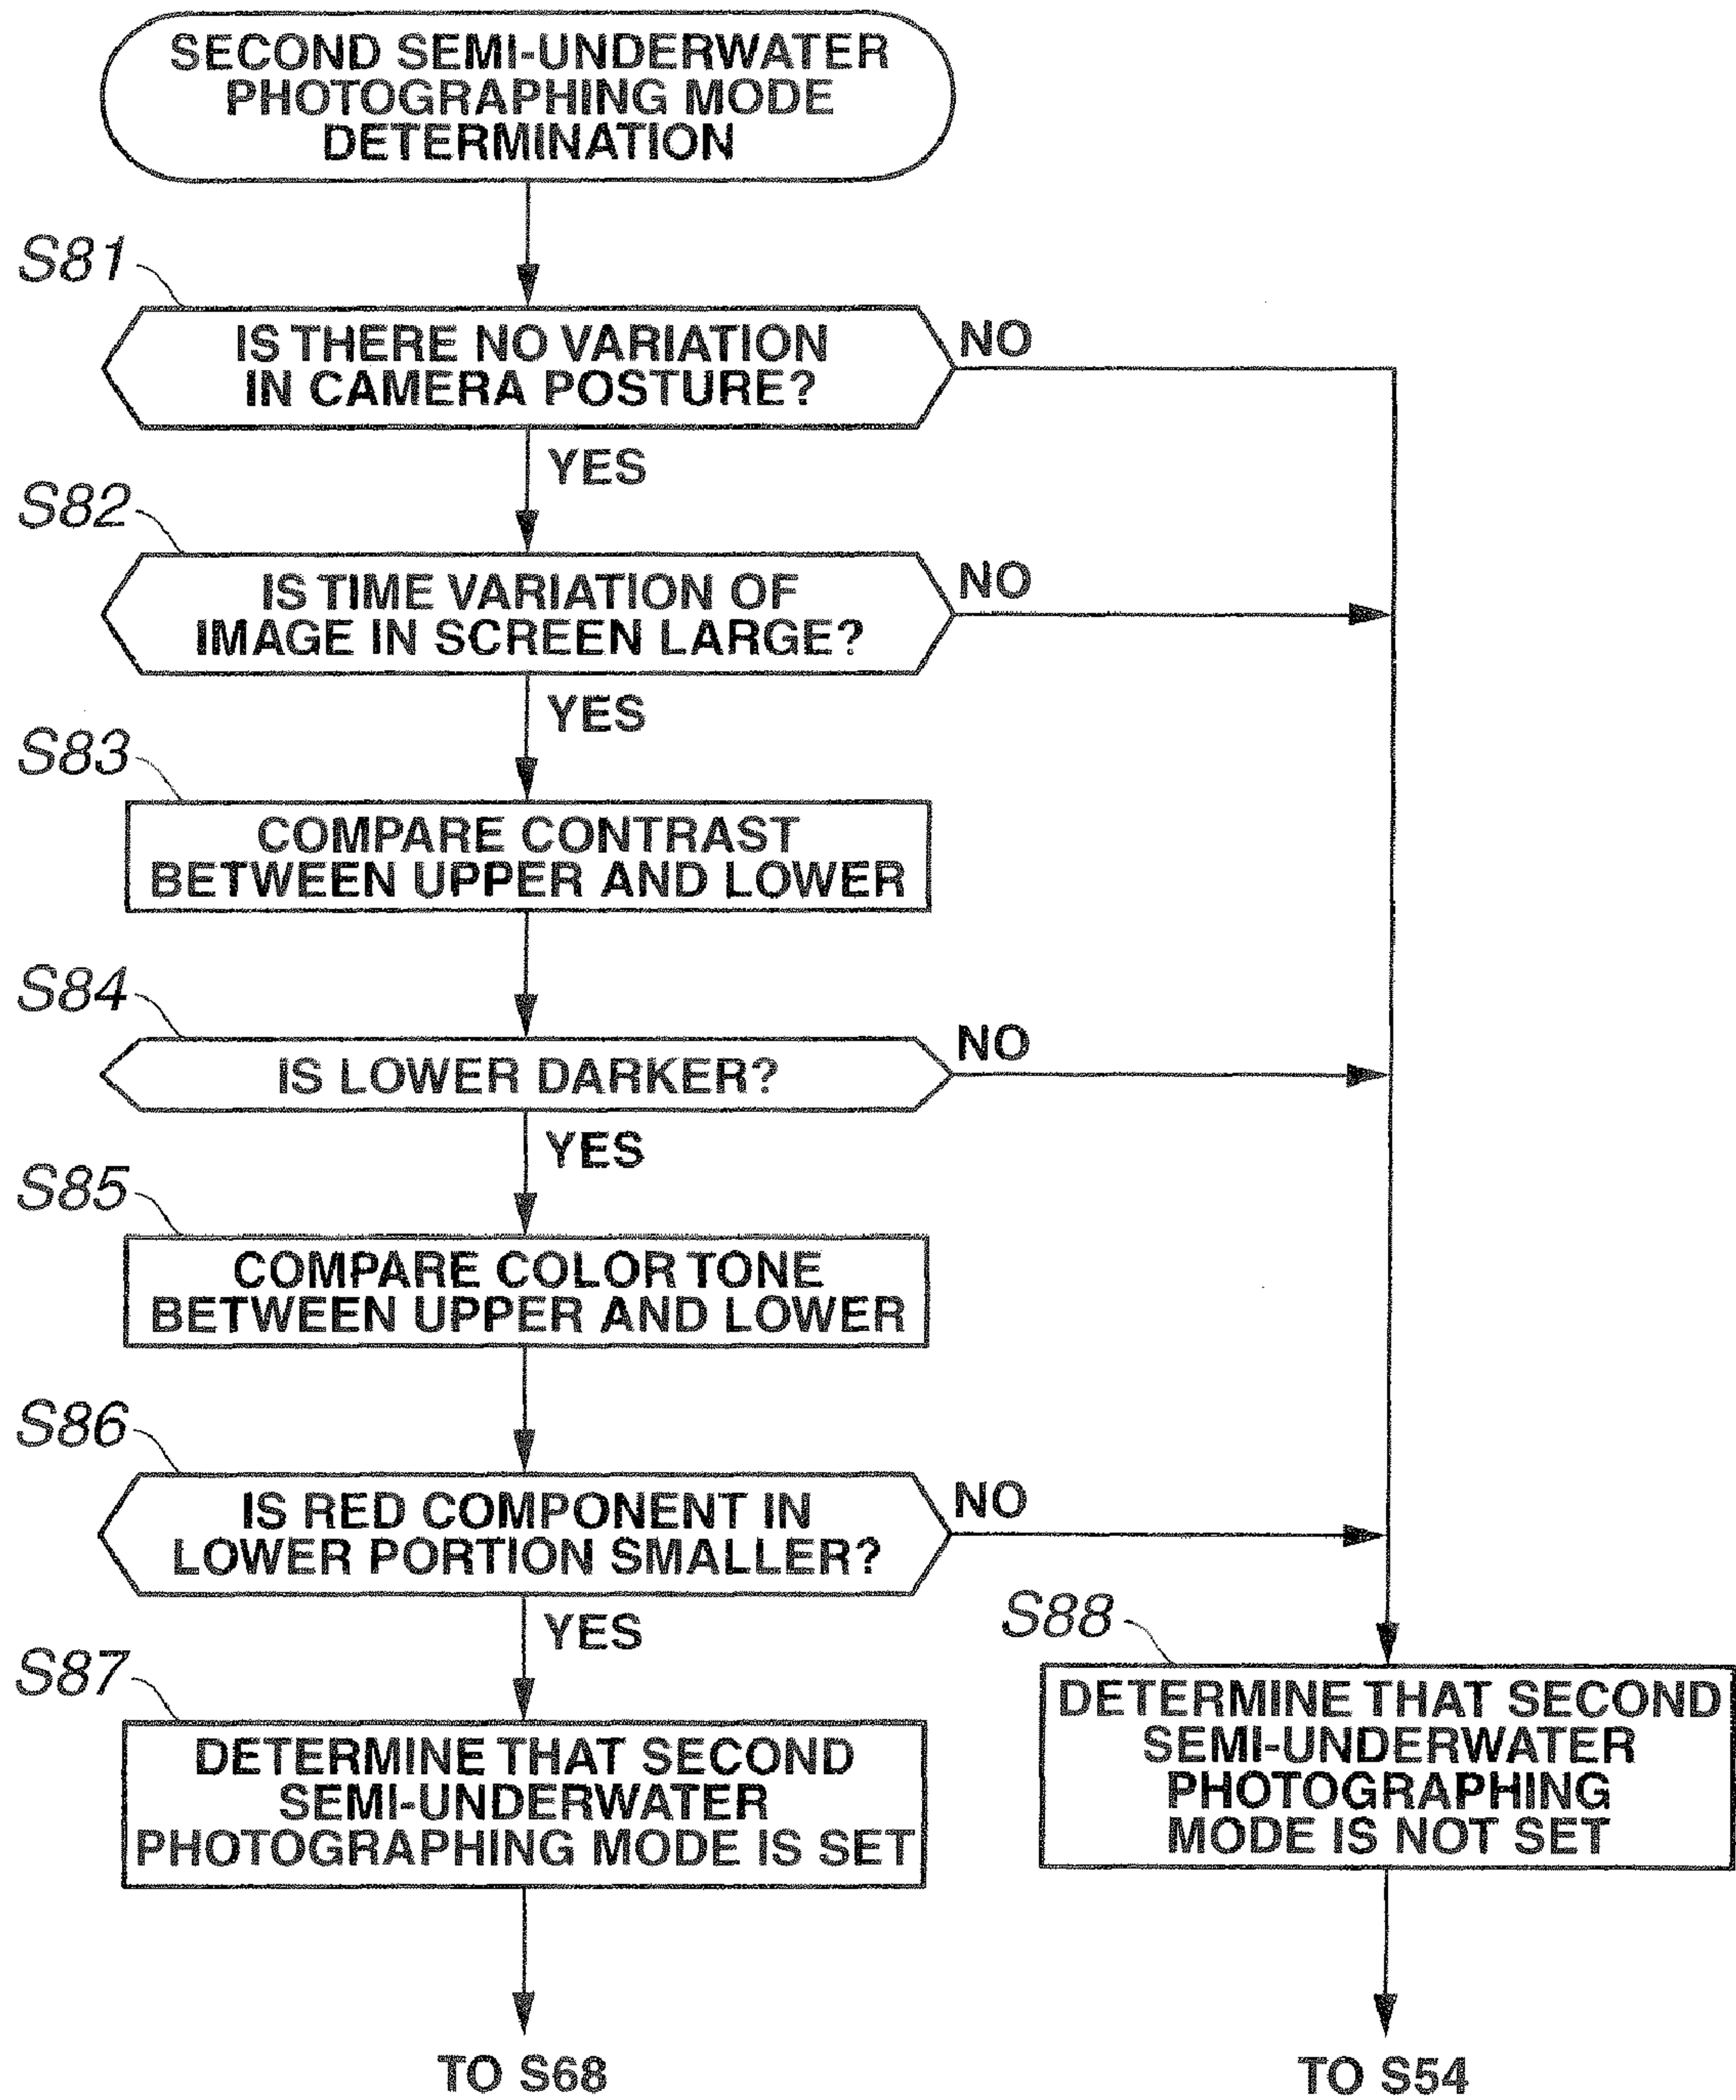 SECOND SEMI-UNDERWATER
PHOTOGRAPHING MODE
DETERMINATION
S81
IS THERE NO VARIATION
IN CAMERA POSTURE?
NO
YES
S82
IS TIME VARIATION OF
IMAGE IN SCREEN LARGE?
NO
YES
S83
COMPARE CONTRAST
BETWEEN UPPER AND LOWER
S84
IS LOWER DARKER?
NO
YES
S85
COMPARE COLOR TONE
BETWEEN UPPER AND LOWER
S86
IS RED COMPONENT IN
LOWER PORTION SMALLER?
NO
YES
S87
DETERMINE THAT SECOND
SEMI-UNDERWATER
PHOTOGRAPHING MODE IS SET
S88
DETERMINE THAT SECOND
SEMI-UNDERWATER
PHOTOGRAPHING
MODE IS NOT SET
TO S68
TO S54